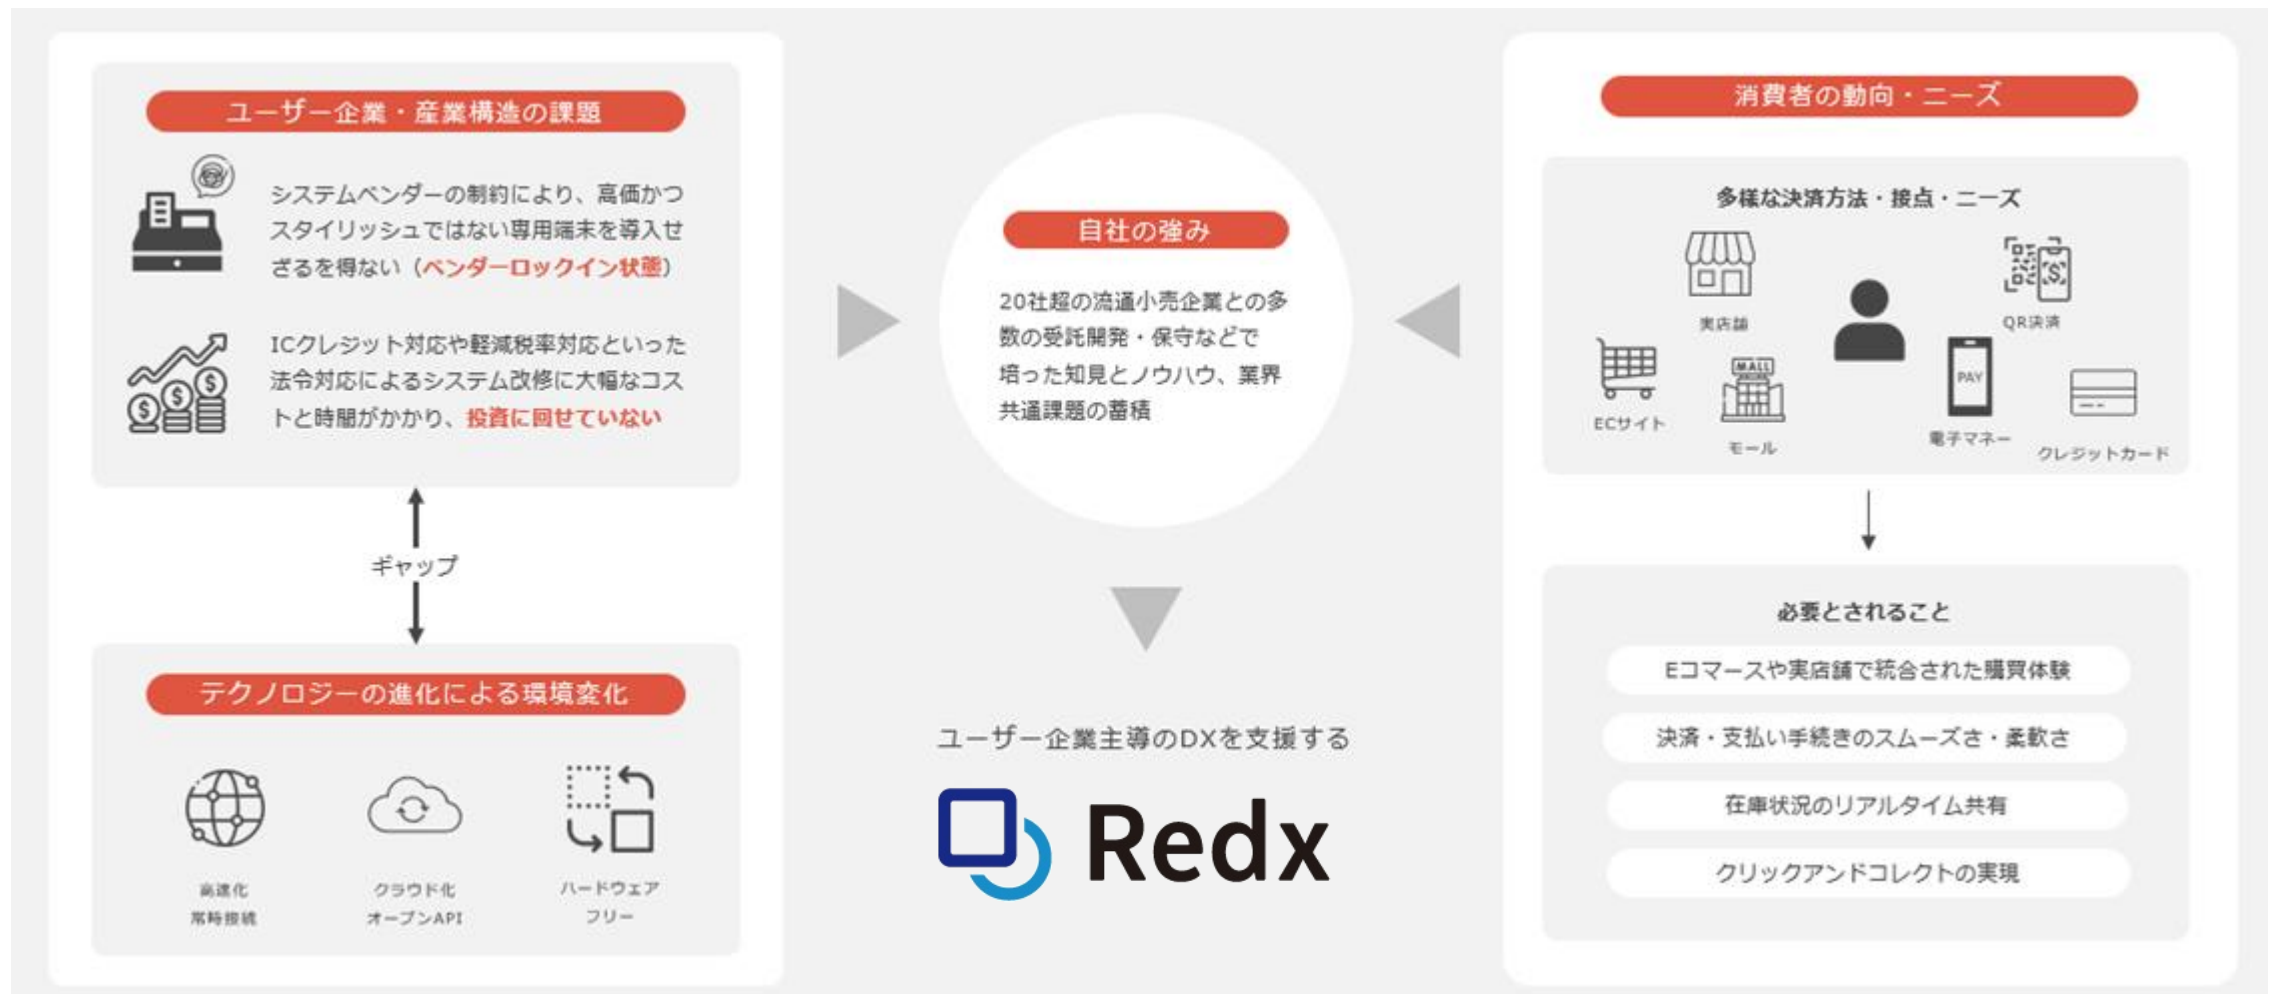 ユーザー企業・産業構造の課題
システムベンダーの制約により、高価かつ
スタイリッシュではない専用端末を導入せ
ざるを得ない（ベンダーロックイン状態）
ICクレジット対応や軽減税率対応といった
法令対応によるシステム改修に大幅なコス
トと時間がかかり、投資に回せていない
ギャップ
テクノロジーの進化による環境変化
高速化
常時接続
クラウド化
オープンAPI
ハードウェア
フリー
自社の強み
20社超の流通小売企業との多
数の受託開発・保守などで
培った知見とノウハウ、業界
共通課題の蓄積
ユーザー企業主導のDXを支援する
Redx
消費者の動向・ニーズ
多様な決済方法・接点・ニーズ
実店舗
QR決済
ECサイト
MALL
モール
PAY
電子マネー
クレジットカード
必要とされること
Eコマースや実店舗で統合された購買体験
決済・支払い手続きのスムーズさ・柔軟さ
在庫状況のリアルタイム共有
クリックアンドコレクトの実現